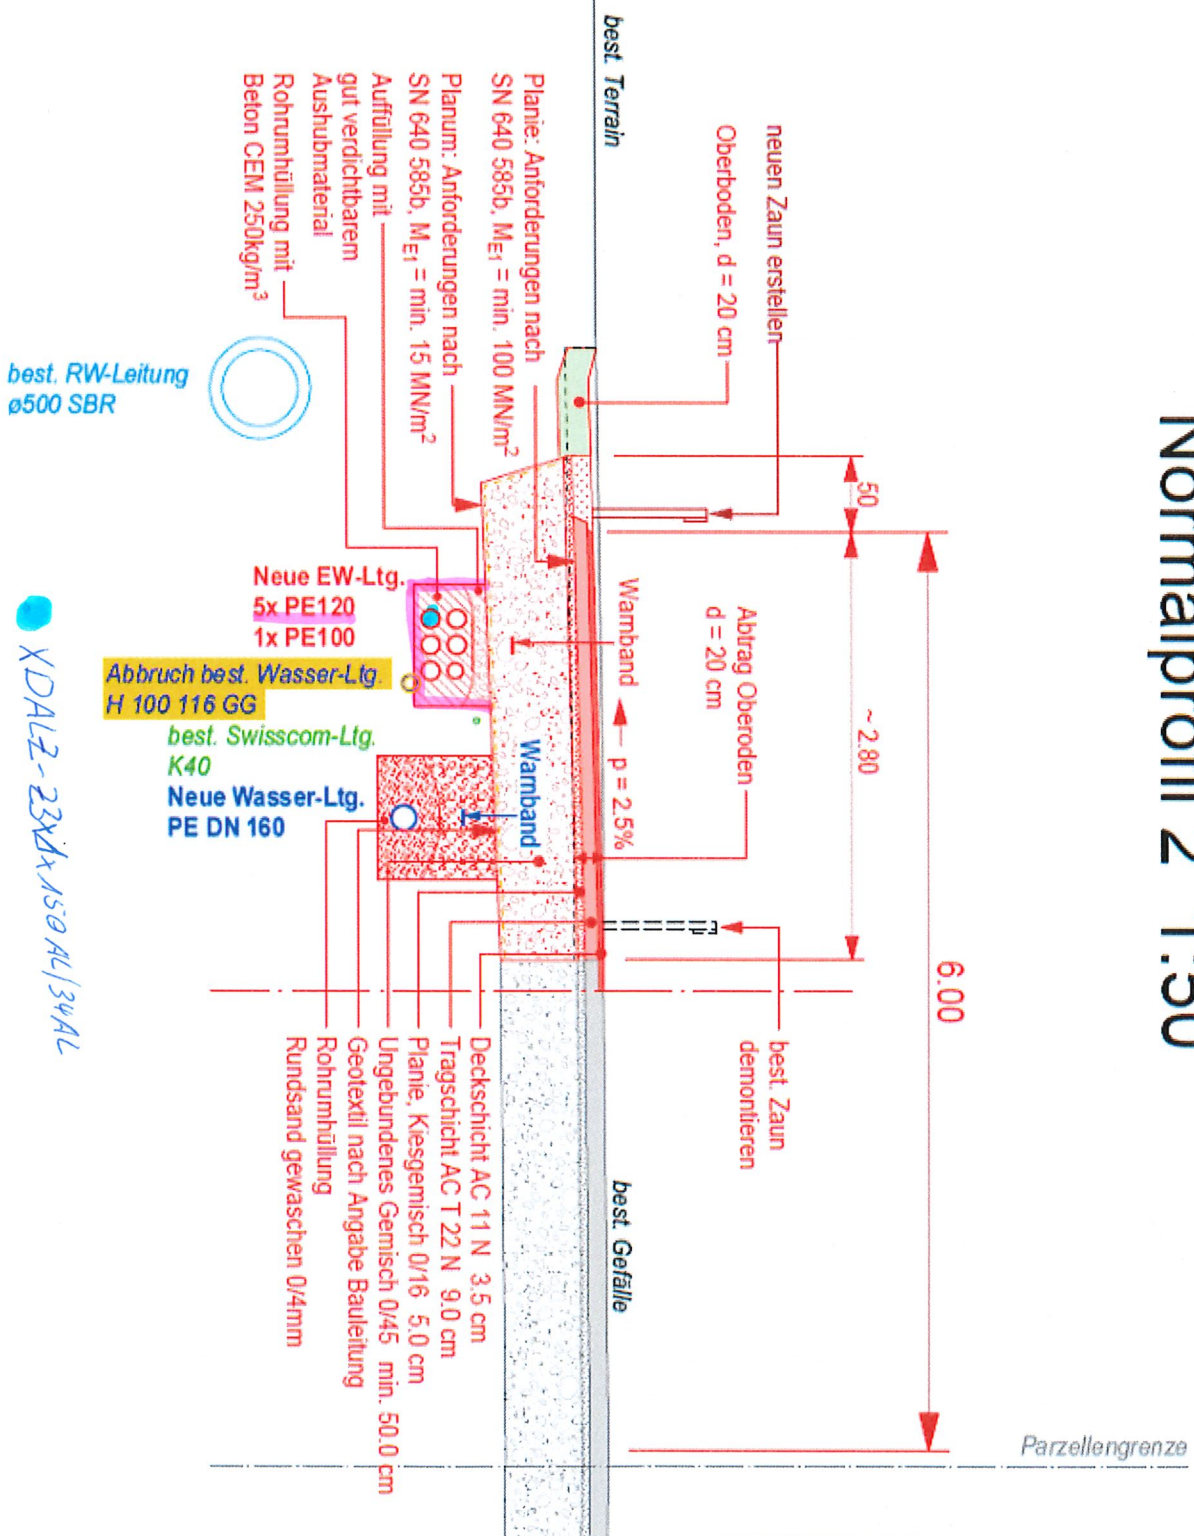 Normalprofil 2 1:50
Parzellengrenze
6.00
50
~ 2.80
neuen Zaun erstellen
Oberboden, d = 20 cm
best. Zaun
demontieren
Abtrag Oberoden
d = 20 cm
best. Terrain
Warnband
p = 2.5%
best. Gefälle
Planie: Anforderungen nach
SN 640 585b, ME1 = min. 100 MN/m²
Planum: Anforderungen nach
SN 640 585b, ME1 = min. 15 MN/m²
Auffüllung mit
gut verdichtbarem
Aushubmaterial
Rohrumhüllung mit
Beton CEM 250kg/m³
Warnband
Deckschicht AC 11 N 3.5 cm
Tragschicht AC T 22 N 9.0 cm
Planie, Kiesgemisch 0/16 5.0 cm
Ungebundenes Gemisch 0/45 min. 50.0 cm
Geotextil nach Angabe Bauleitung
Rohrumhüllung
Rundsand gewaschen 0/4mm
best. RW-Leitung
ø500 SBR
Neue EW-Ltg.
5x PE120
1x PE100
Abbruch best. Wasser-Ltg.
H 100 116 GG
best. Swisscom-Ltg.
K40
Neue Wasser-Ltg.
PE DN 160